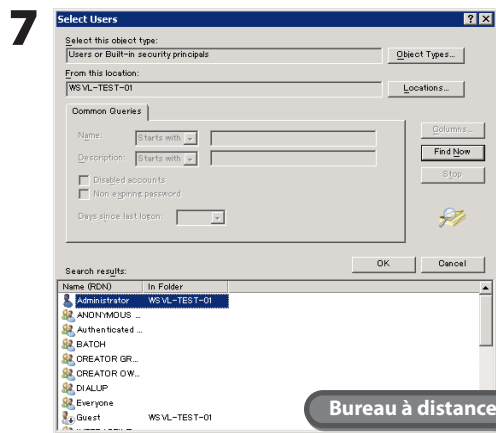 7
Select Users
Select this object type:
Users or Built-in security principals
Object Types...
From this location:
WSVL-TEST-01
Locations...
Common Queries
Name:
Starts with
Description:
Starts with
Disabled accounts
Non expiring password
Days since last logon:
Columns...
Find Now
Stop
OK
Cancel
Search results:
Name (RDN) In Folder
Administrator WSVL-TEST-01
ANONYMOUS ...
Authenticated ...
BATCH
CREATOR GR...
CREATOR OW...
DIALUP
Everyone
Guest WSVL-TEST-01
Bureau à distance